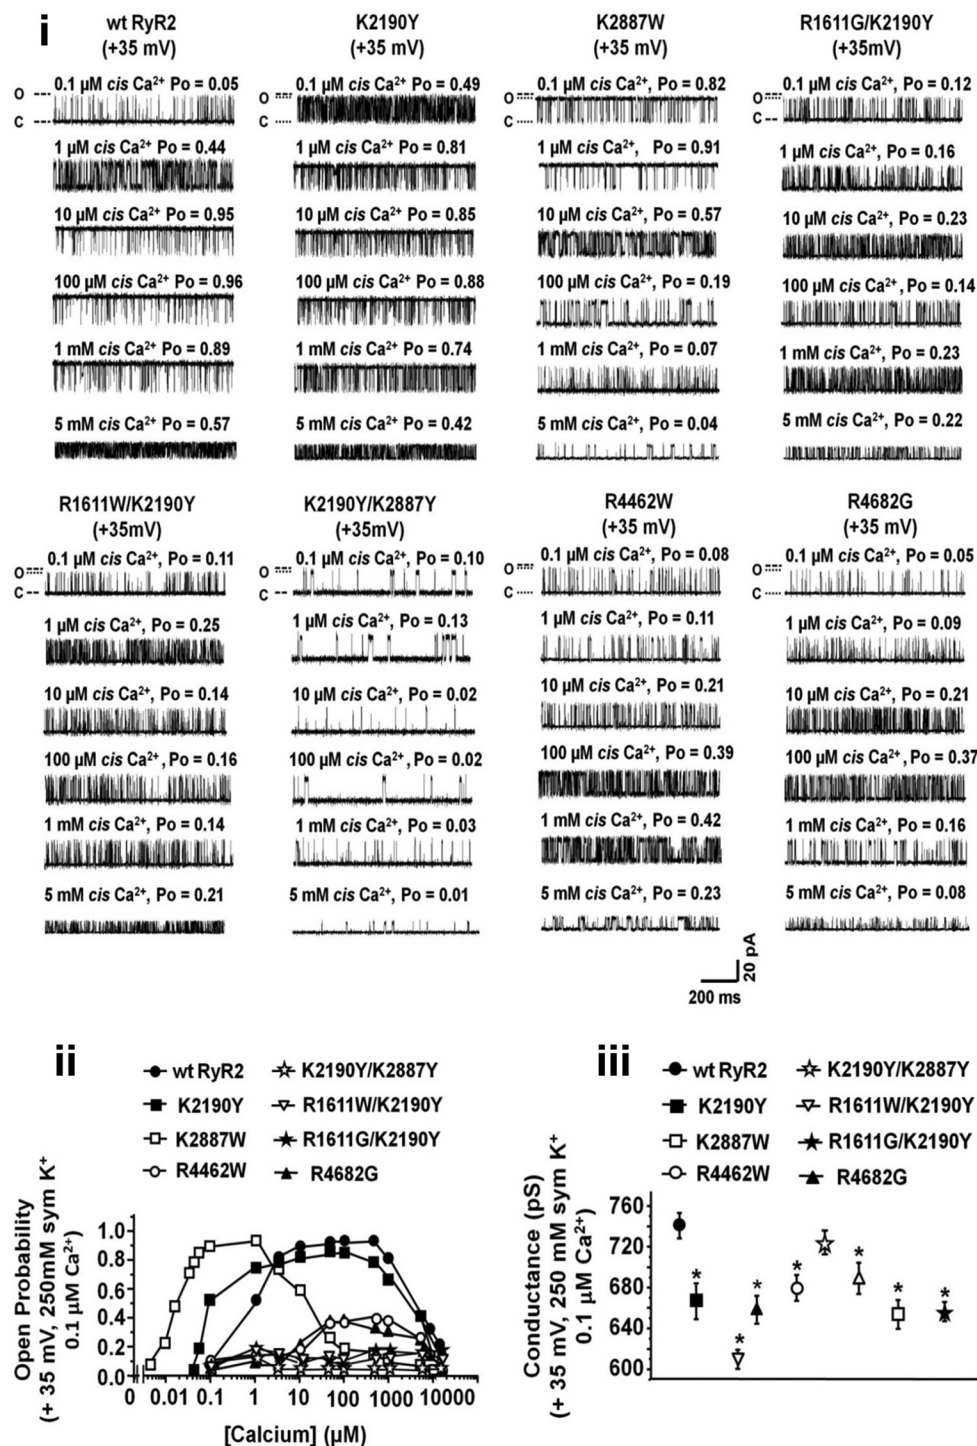 i
wt RyR2
(+35 mV)
0.1 µM cis Ca²⁺ Po = 0.05
O
C
1 µM cis Ca²⁺ Po = 0.44
10 µM cis Ca²⁺ Po = 0.95
100 µM cis Ca²⁺ Po = 0.96
1 mM cis Ca²⁺ Po = 0.89
5 mM cis Ca²⁺ Po = 0.57
K2190Y
(+35 mV)
0.1 µM cis Ca²⁺ Po = 0.49
O
C
1 µM cis Ca²⁺ Po = 0.81
10 µM cis Ca²⁺ Po = 0.85
100 µM cis Ca²⁺ Po = 0.88
1 mM cis Ca²⁺ Po = 0.74
5 mM cis Ca²⁺ Po = 0.42
K2887W
(+35 mV)
0.1 µM cis Ca²⁺, Po = 0.82
O
C
1 µM cis Ca²⁺, Po = 0.91
10 µM cis Ca²⁺, Po = 0.57
100 µM cis Ca²⁺, Po = 0.19
1 mM cis Ca²⁺, Po = 0.07
5 mM cis Ca²⁺, Po = 0.04
R1611G/K2190Y
(+35mV)
0.1 µM cis Ca²⁺, Po = 0.12
O
C
1 µM cis Ca²⁺, Po = 0.16
10 µM cis Ca²⁺, Po = 0.23
100 µM cis Ca²⁺, Po = 0.14
1 mM cis Ca²⁺, Po = 0.23
5 mM cis Ca²⁺, Po = 0.22
R1611W/K2190Y
(+35mV)
0.1 µM cis Ca²⁺, Po = 0.11
O
C
1 µM cis Ca²⁺, Po = 0.25
10 µM cis Ca²⁺, Po = 0.14
100 µM cis Ca²⁺, Po = 0.16
1 mM cis Ca²⁺, Po = 0.14
5 mM cis Ca²⁺, Po = 0.21
K2190Y/K2887Y
(+35mV)
0.1 µM cis Ca²⁺, Po = 0.10
O
C
1 µM cis Ca²⁺, Po = 0.13
10 µM cis Ca²⁺, Po = 0.02
100 µM cis Ca²⁺, Po = 0.02
1 mM cis Ca²⁺, Po = 0.03
5 mM cis Ca²⁺, Po = 0.01
R4462W
(+35 mV)
0.1 µM cis Ca²⁺, Po = 0.08
O
C
1 µM cis Ca²⁺, Po = 0.11
10 µM cis Ca²⁺, Po = 0.21
100 µM cis Ca²⁺, Po = 0.39
1 mM cis Ca²⁺, Po = 0.42
5 mM cis Ca²⁺, Po = 0.23
R4682G
(+35 mV)
0.1 µM cis Ca²⁺, Po = 0.05
O
C
1 µM cis Ca²⁺, Po = 0.09
10 µM cis Ca²⁺, Po = 0.21
100 µM cis Ca²⁺, Po = 0.37
1 mM cis Ca²⁺, Po = 0.16
5 mM cis Ca²⁺, Po = 0.08
20 pA
200 ms
ii
wt RyR2
K2190Y/K2887Y
K2190Y
R1611W/K2190Y
K2887W
R1611G/K2190Y
R4462W
R4682G
Open Probability
(+ 35 mV, 250mM sym K⁺
0.1 µM Ca²⁺)
1.0
0.8
0.6
0.4
0.2
0.0
0 0.01 0.1 1 10 100 1000 10000
[Calcium] (µM)
iii
wt RyR2
K2190Y/K2887Y
K2190Y
R1611W/K2190Y
K2887W
R1611G/K2190Y
R4462W
R4682G
Conductance (pS)
(+ 35 mV, 250 mM sym K⁺
0.1 µM Ca²⁺)
760
720
680
640
600
* * * * * * *